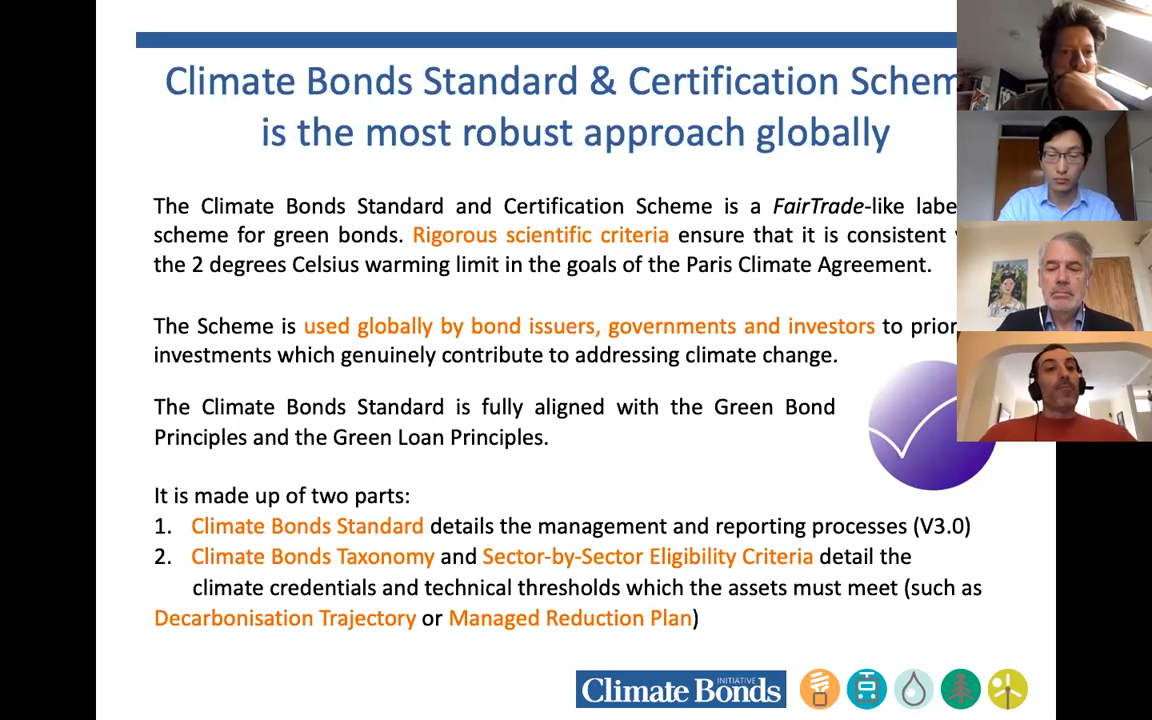 Climate Bonds Standard & Certification Schem
is the most robust approach globally
The Climate Bonds Standard and Certification Scheme is a FairTrade-like labe
scheme for green bonds. Rigorous scientific criteria ensure that it is consistent
the 2 degrees Celsius warming limit in the goals of the Paris Climate Agreement.
The Scheme is used globally by bond issuers, governments and investors to prior
investments which genuinely contribute to addressing climate change.
The Climate Bonds Standard is fully aligned with the Green Bond
Principles and the Green Loan Principles.
It is made up of two parts:
1. Climate Bonds Standard details the management and reporting processes (V3.0)
2. Climate Bonds Taxonomy and Sector-by-Sector Eligibility Criteria detail the
climate credentials and technical thresholds which the assets must meet (such as
Decarbonisation Trajectory or Managed Reduction Plan)
INITIATIVE
Climate Bonds